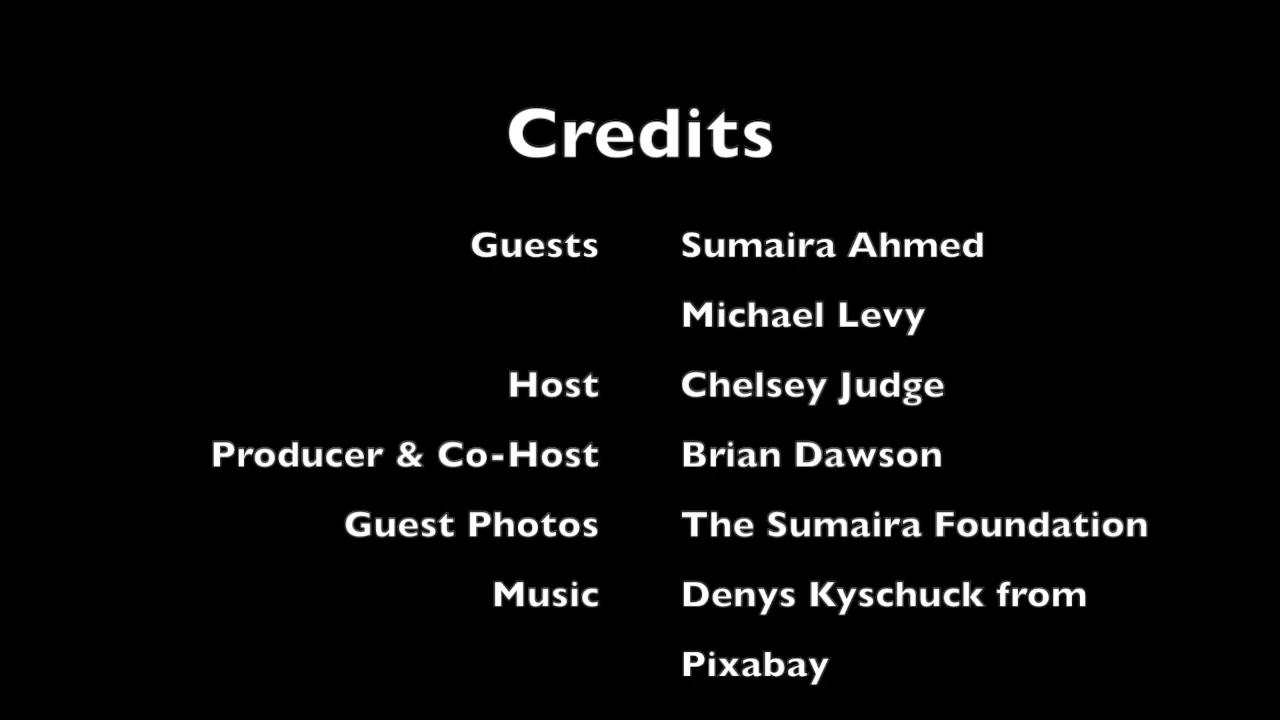 Credits
Guests Sumaira Ahmed
Michael Levy
Host Chelsey Judge
Producer & Co-Host Brian Dawson
Guest Photos The Sumaira Foundation
Music Denys Kyschuck from
Pixabay